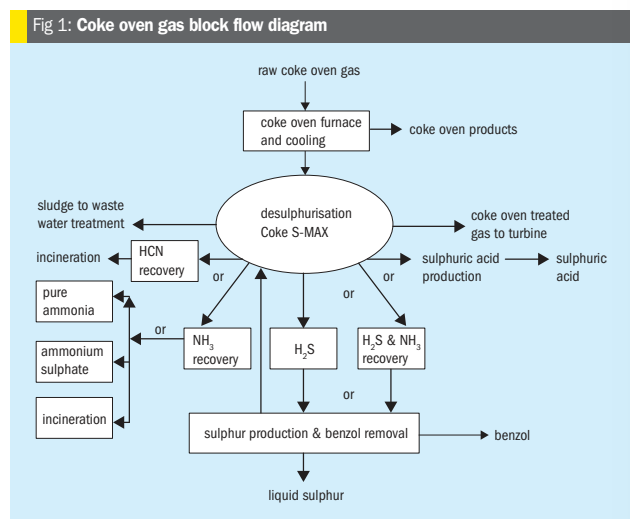 Fig 1: Coke oven gas block flow diagram
raw coke oven gas
coke oven furnace
and cooling
coke oven products
desulphurisation
Coke S-MAX
sludge to waste
water treatment
coke oven treated
gas to turbine
incineration
HCN
recovery
or
or
or
sulphuric acid
production
sulphuric
acid
pure
ammonia
or
ammonium
sulphate
incineration
NH3
recovery
H2S
H2S & NH3
recovery
or
sulphur production & benzol removal
benzol
liquid sulphur